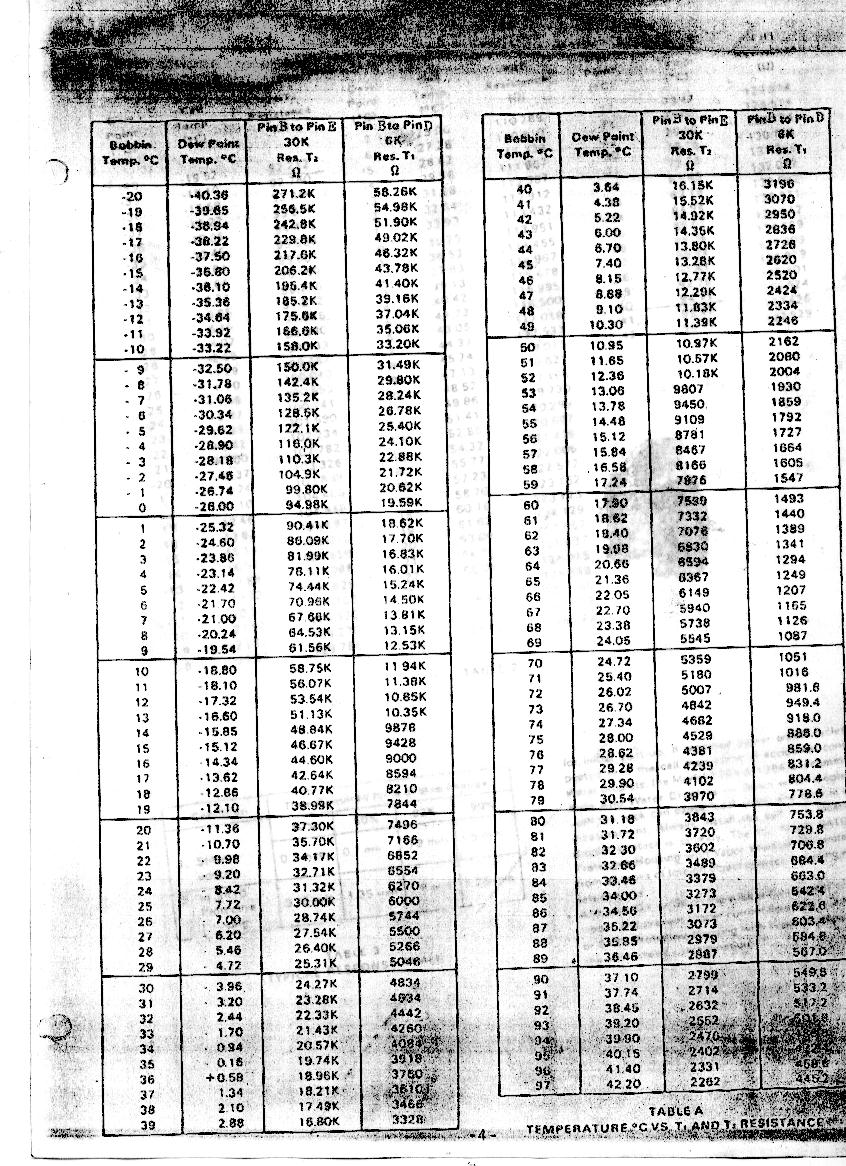 Bobbin Temp. °C Dew Point Temp. °C Pin B to Pin E 30K Res. T₂ Ω Pin B to Pin D 6K Res. T₁ Ω
-20 -40.36 271.2K 58.26K
-19 -39.65 256.5K 54.98K
-18 -38.94 242.8K 51.90K
-17 -38.22 229.8K 49.02K
-16 -37.50 217.6K 46.32K
-15 -36.80 206.2K 43.78K
-14 -36.10 195.4K 41.40K
-13 -35.36 185.2K 39.16K
-12 -34.64 175.6K 37.04K
-11 -33.92 166.6K 35.06K
-10 -33.22 158.0K 33.20K
- 9 -32.50 150.0K 31.49K
- 8 -31.78 142.4K 29.80K
- 7 -31.06 135.2K 28.24K
- 6 -30.34 128.5K 26.78K
- 5 -29.62 122.1K 25.40K
- 4 -28.90 116.0K 24.10K
- 3 -28.18 110.3K 22.88K
- 2 -27.46 104.9K 21.72K
- 1 -26.74 99.80K 20.62K
0 -26.00 94.98K 19.59K
1 -25.32 90.41K 18.62K
2 -24.60 86.09K 17.70K
3 -23.86 81.99K 16.83K
4 -23.14 78.11K 16.01K
5 -22.42 74.44K 15.24K
6 -21 70 70.96K 14.50K
7 -21.00 67.66K 13 81K
8 -20.24 64.53K 13.15K
9 -19.54 61.56K 12.53K
10 -18.80 58.75K 11 94K
11 -18.10 56.07K 11.38K
12 -17.32 53.54K 10.85K
13 -16.60 51.13K 10.35K
14 -15.85 48.84K 9876
15 -15.12 46.67K 9428
16 - 14.34 44.60K 9000
17 -13.62 42.64K 8594
18 -12.86 40.77K 8210
19 -12.10 38.99K 7844
20 -11.36 37.30K 7496
21 -10.70 35.70K 7166
22 - 9.98 34.17K 6852
23 - 9.20 32.71K 6554
24 - 8.42 31.32K 6270
25 - 7.72 30.00K 6000
26 - 7.00 28.74K 5744
27 - 6.20 27.54K 5500
28 - 5.46 26.40K 5266
29 - 4.72 25.31K 5046
30 - 3.96 24.27K 4834
31 - 3.20 23.28K 4634
32 - 2.44 22.33K 4442
33 - 1.70 21.43K 4260
34 - 0.94 20.57K 4084
35 - 0.16 19.74K 3918
36 +0.58 18.96K 3760
37 1.34 18.21K 3610
38 2.10 17.49K 3466
39 2.88 16.80K 3328
Bobbin Temp. °C Dew Point Temp. °C Pin B to Pin E 30K Res. T₂ Ω Pin B to Pin D 6K Res. T₁ Ω
40 3.64 16.15K 3196
41 4.38 15.52K 3070
42 5.22 14.92K 2950
43 6.00 14.35K 2836
44 6.70 13.80K 2726
45 7.40 13.28K 2620
46 8.15 12.77K 2520
47 8.88 12.29K 2424
48 9.10 11.83K 2334
49 10.30 11.39K 2246
50 10.95 10.97K 2162
51 11.65 10.57K 2080
52 12.36 10.18K 2004
53 13.06 9807 1930
54 13.78 9450 1859
55 14.48 9109 1792
56 15.12 8781 1727
57 15.84 8467 1664
58 16.58 8166 1605
59 17.24 7876 1547
60 17.90 7599 1493
61 18.62 7332 1440
62 19.40 7076 1389
63 19.98 6830 1341
64 20.66 6594 1294
65 21.36 6367 1249
66 22 05 6149 1207
67 22.70 5940 1165
68 23.38 5738 1126
69 24.05 5545 1087
70 24.72 5359 1051
71 25.40 5180 1016
72 26.02 5007 981.6
73 26.70 4842 949.4
74 27.34 4682 918.0
75 28.00 4529 888.0
76 28.62 4381 859.0
77 29.28 4239 831.2
78 29.90 4102 804.4
79 30.54 3970 778.6
80 31.18 3843 753.8
81 31.72 3720 729.8
82 32 30 3602 706.8
83 32.66 3489 684.4
84 33.46 3379 663.0
85 34.00 3273 642.4
86 34.56 3172 622.6
87 35.22 3073 603.4
88 35.85 2979 584.8
89 36.46 2887 567.0
90 37 10 2799 549.8
91 37.74 2714 533.2
92 38.45 2632 517.2
93 39.20 2552
94 39.90 2476
95 40.15 2402
96 41.40 2331
97 42.20 2262
TABLE A
-4- TEMPERATURE °C VS. T₁ AND T₂ RESISTANCE